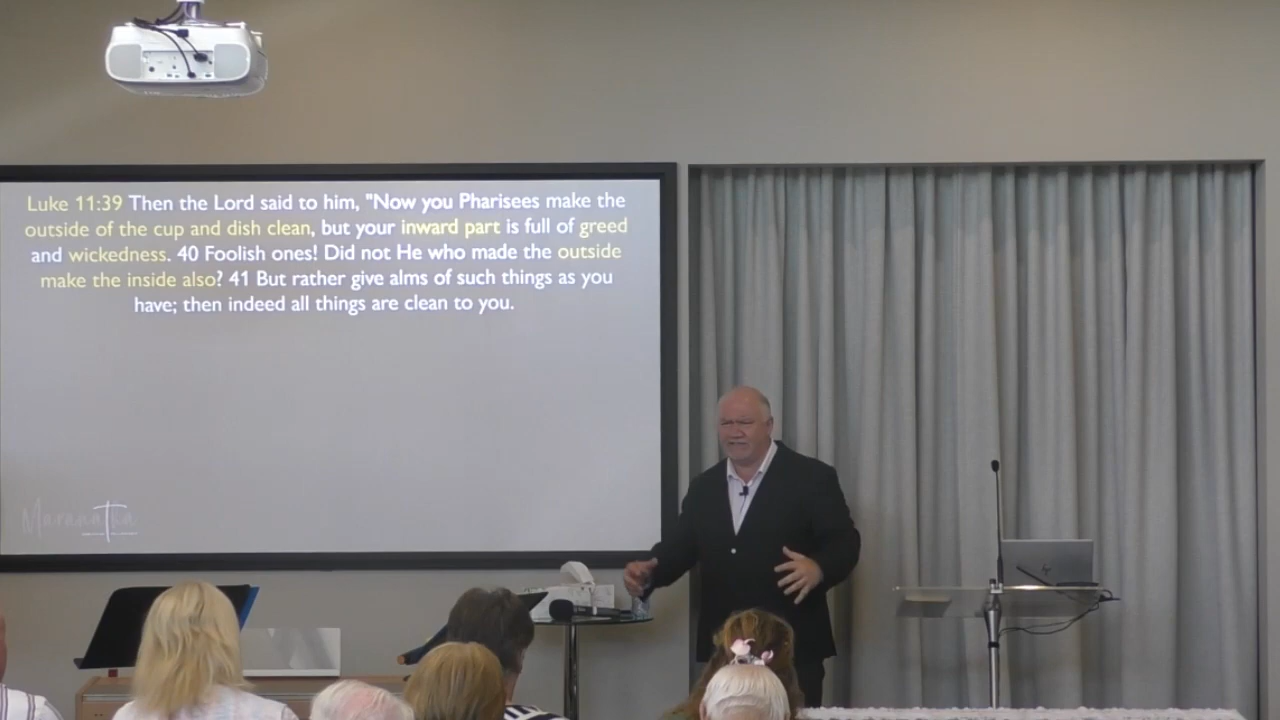 Luke 11:39 Then the Lord said to him, "Now you Pharisees make the
outside of the cup and dish clean, but your inward part is full of greed
and wickedness. 40 Foolish ones! Did not He who made the outside
make the inside also? 41 But rather give alms of such things as you
have; then indeed all things are clean to you.
Maranatha
hp